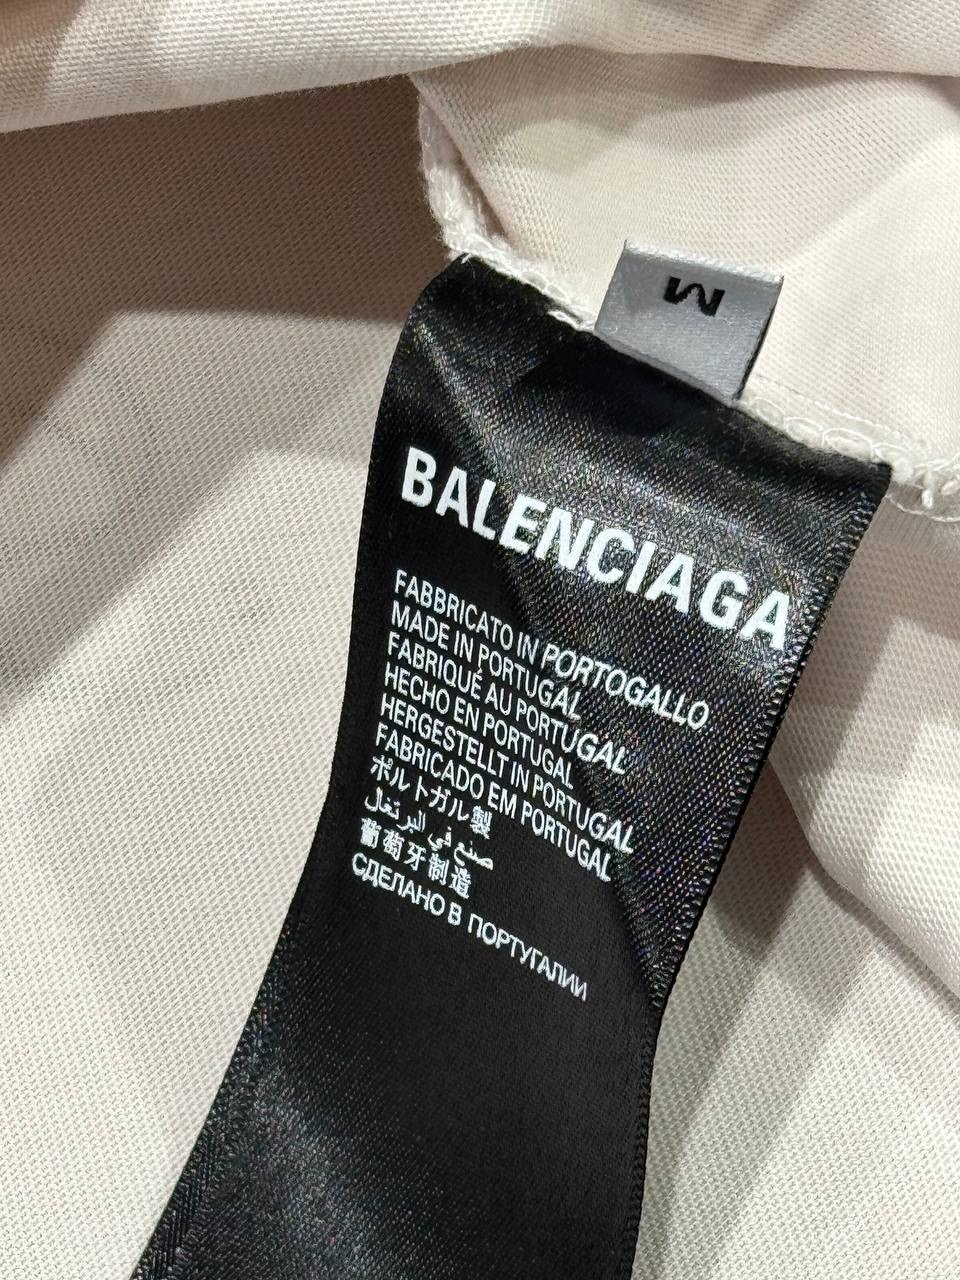 M
BALENCIAGA
FABBRICATO IN PORTOGALLO
MADE IN PORTUGAL
FABRIQUÉ AU PORTUGAL
HECHO EN PORTUGAL
HERGESTELLT IN PORTUGAL
FABRICADO EM PORTUGAL
ポルトガル製
صنع في البرتغال
葡萄牙制造
СДЕЛАНО В ПОРТУГАЛИИ